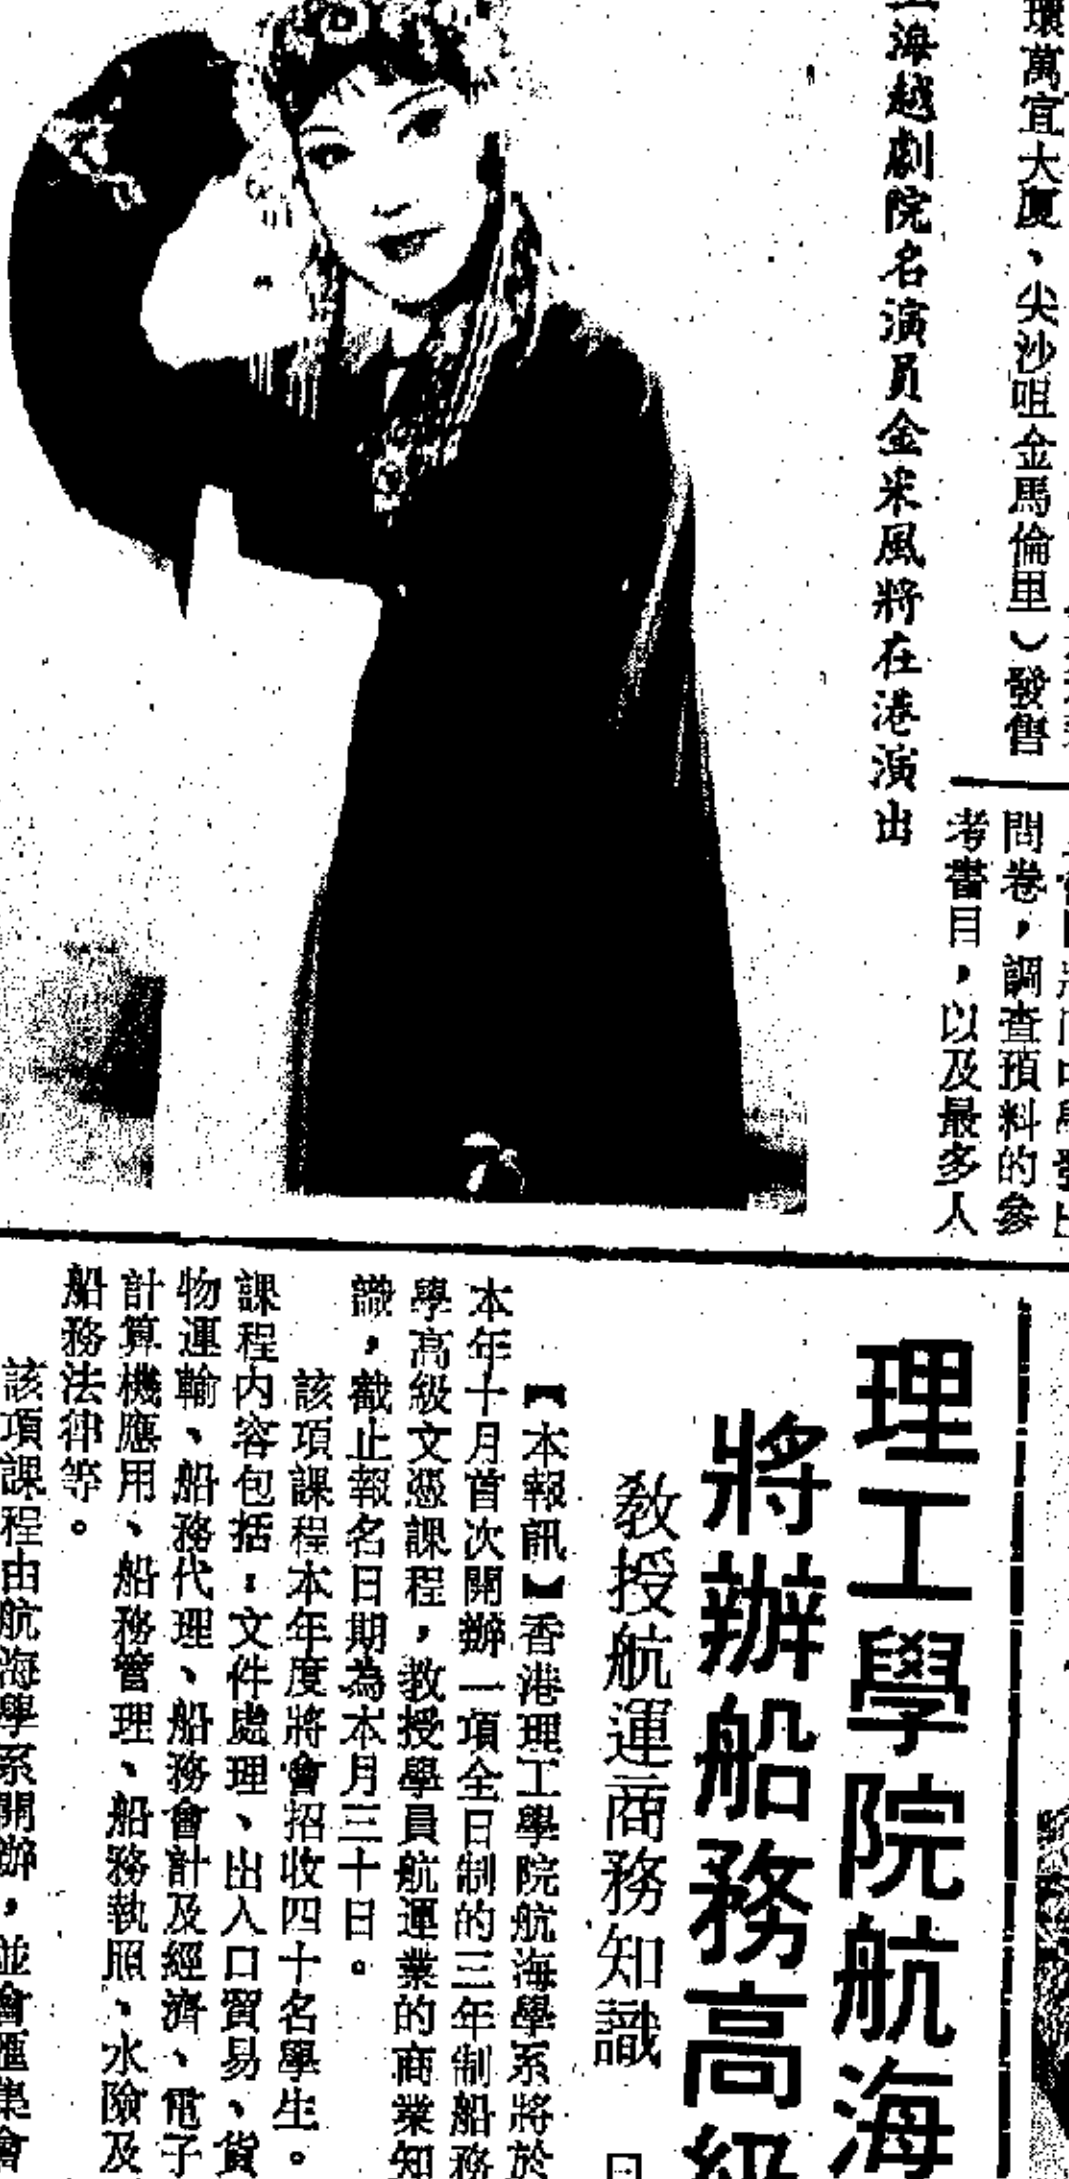 環萬宜大廈、尖沙咀金馬倫里)發售
海越劇院名演員金采風將在港演出
問卷，調查預料的參
考書目，以及最多人
理工學院航海
將辦船務高級
教授航運商務知識
【本報訊】香港理工學院航海學系將於
本年十月首次開辦一項全日制的三年制船務
學高級文憑課程，教授學員航運業的商業知
識，截止報名日期為本月三十日。
該項課程本年度將會招收四十名學生。
課程內容包括：文件處理、出入口貿易、貨
物運輸、船務代理、船務會計及經濟、電子
計算機應用、船務管理、船務執照、水險及
船務法律等。
該項課程由航海學系開辦，並會匯集會